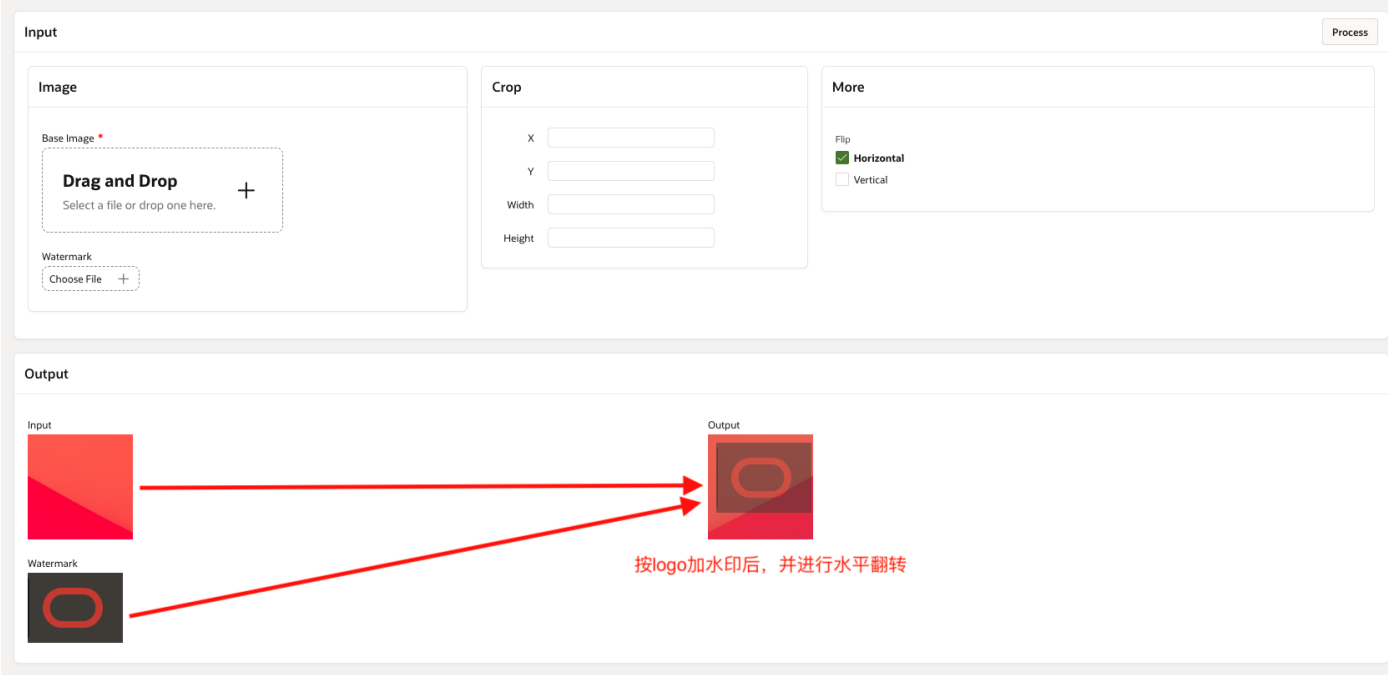 Input
Process
Image
Crop
More
Base Image *
Drag and Drop
Select a file or drop one here.
Watermark
Choose File
X
Y
Width
Height
Flip
Horizontal
Vertical
Output
Input
Output
按logo加水印后，并进行水平翻转
Watermark